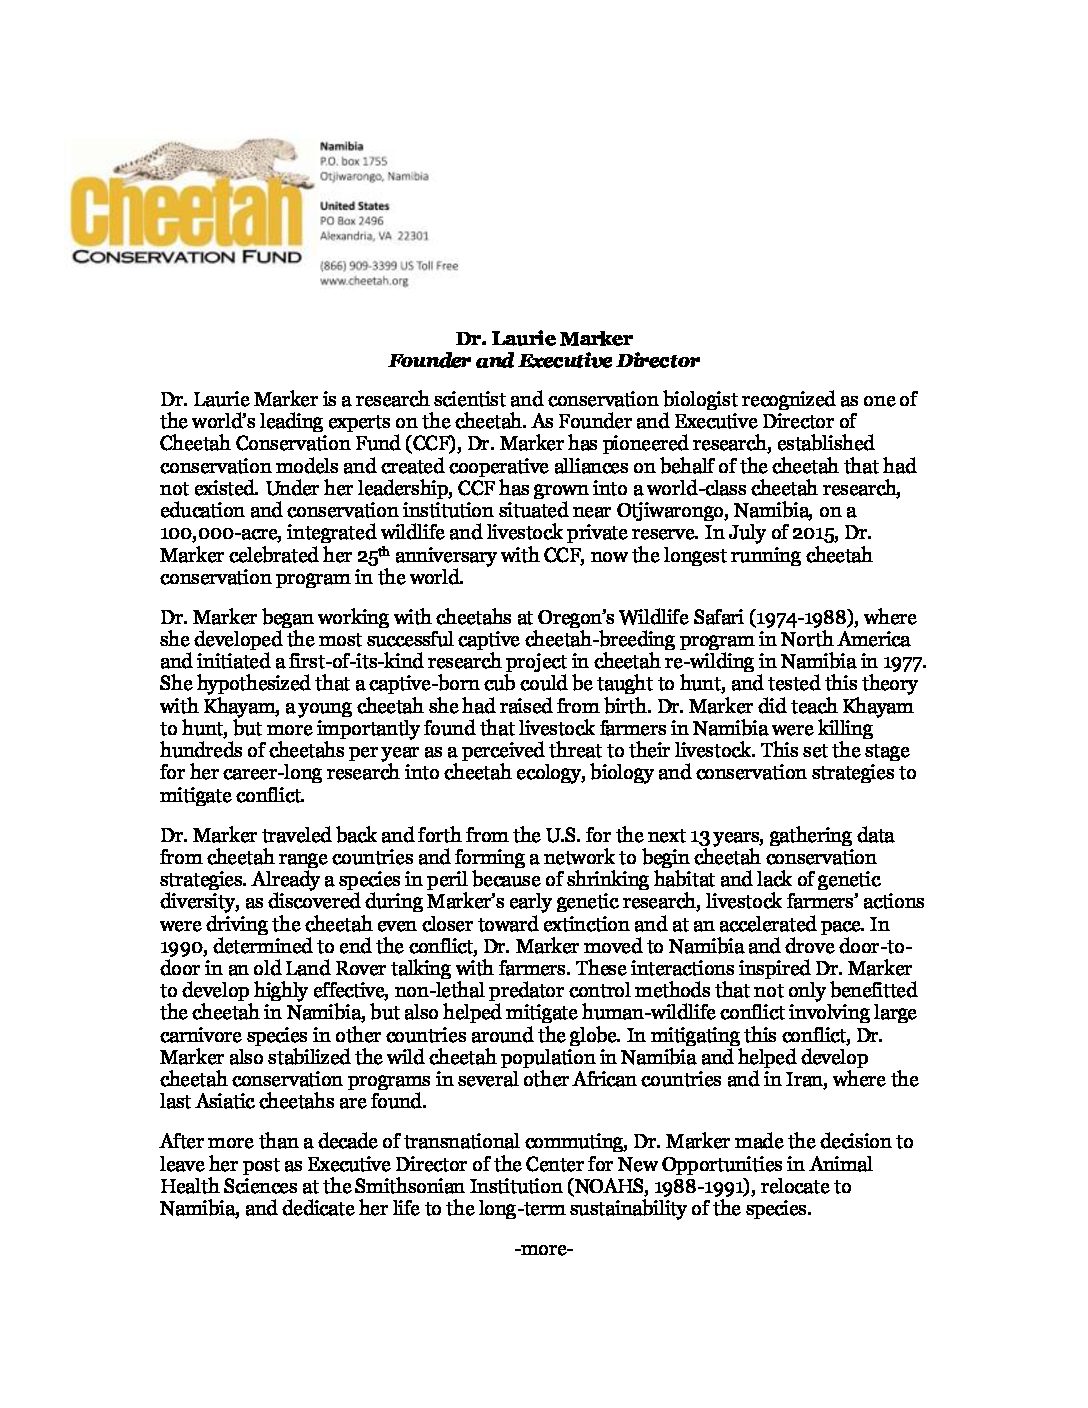 Cheetah
CONSERVATION FUND
Namibia
P.O. box 1755
Otjiwarongo, Namibia
United States
PO Box 2496
Alexandria, VA 22301
(866) 909-3399 US Toll Free
www.cheetah.org
Dr. Laurie Marker
Founder and Executive Director
Dr. Laurie Marker is a research scientist and conservation biologist recognized as one of
the world's leading experts on the cheetah. As Founder and Executive Director of
Cheetah Conservation Fund (CCF), Dr. Marker has pioneered research, established
conservation models and created cooperative alliances on behalf of the cheetah that had
not existed. Under her leadership, CCF has grown into a world-class cheetah research,
education and conservation institution situated near Otjiwarongo, Namibia, on a
100,000-acre, integrated wildlife and livestock private reserve. In July of 2015, Dr.
Marker celebrated her 25th anniversary with CCF, now the longest running cheetah
conservation program in the world.
Dr. Marker began working with cheetahs at Oregon's Wildlife Safari (1974-1988), where
she developed the most successful captive cheetah-breeding program in North America
and initiated a first-of-its-kind research project in cheetah re-wilding in Namibia in 1977.
She hypothesized that a captive-born cub could be taught to hunt, and tested this theory
with Khayam, a young cheetah she had raised from birth. Dr. Marker did teach Khayam
to hunt, but more importantly found that livestock farmers in Namibia were killing
hundreds of cheetahs per year as a perceived threat to their livestock. This set the stage
for her career-long research into cheetah ecology, biology and conservation strategies to
mitigate conflict.
Dr. Marker traveled back and forth from the U.S. for the next 13 years, gathering data
from cheetah range countries and forming a network to begin cheetah conservation
strategies. Already a species in peril because of shrinking habitat and lack of genetic
diversity, as discovered during Marker's early genetic research, livestock farmers' actions
were driving the cheetah even closer toward extinction and at an accelerated pace. In
1990, determined to end the conflict, Dr. Marker moved to Namibia and drove door-to-
door in an old Land Rover talking with farmers. These interactions inspired Dr. Marker
to develop highly effective, non-lethal predator control methods that not only benefitted
the cheetah in Namibia, but also helped mitigate human-wildlife conflict involving large
carnivore species in other countries around the globe. In mitigating this conflict, Dr.
Marker also stabilized the wild cheetah population in Namibia and helped develop
cheetah conservation programs in several other African countries and in Iran, where the
last Asiatic cheetahs are found.
After more than a decade of transnational commuting, Dr. Marker made the decision to
leave her post as Executive Director of the Center for New Opportunities in Animal
Health Sciences at the Smithsonian Institution (NOAHS, 1988-1991), relocate to
Namibia, and dedicate her life to the long-term sustainability of the species.
-more-